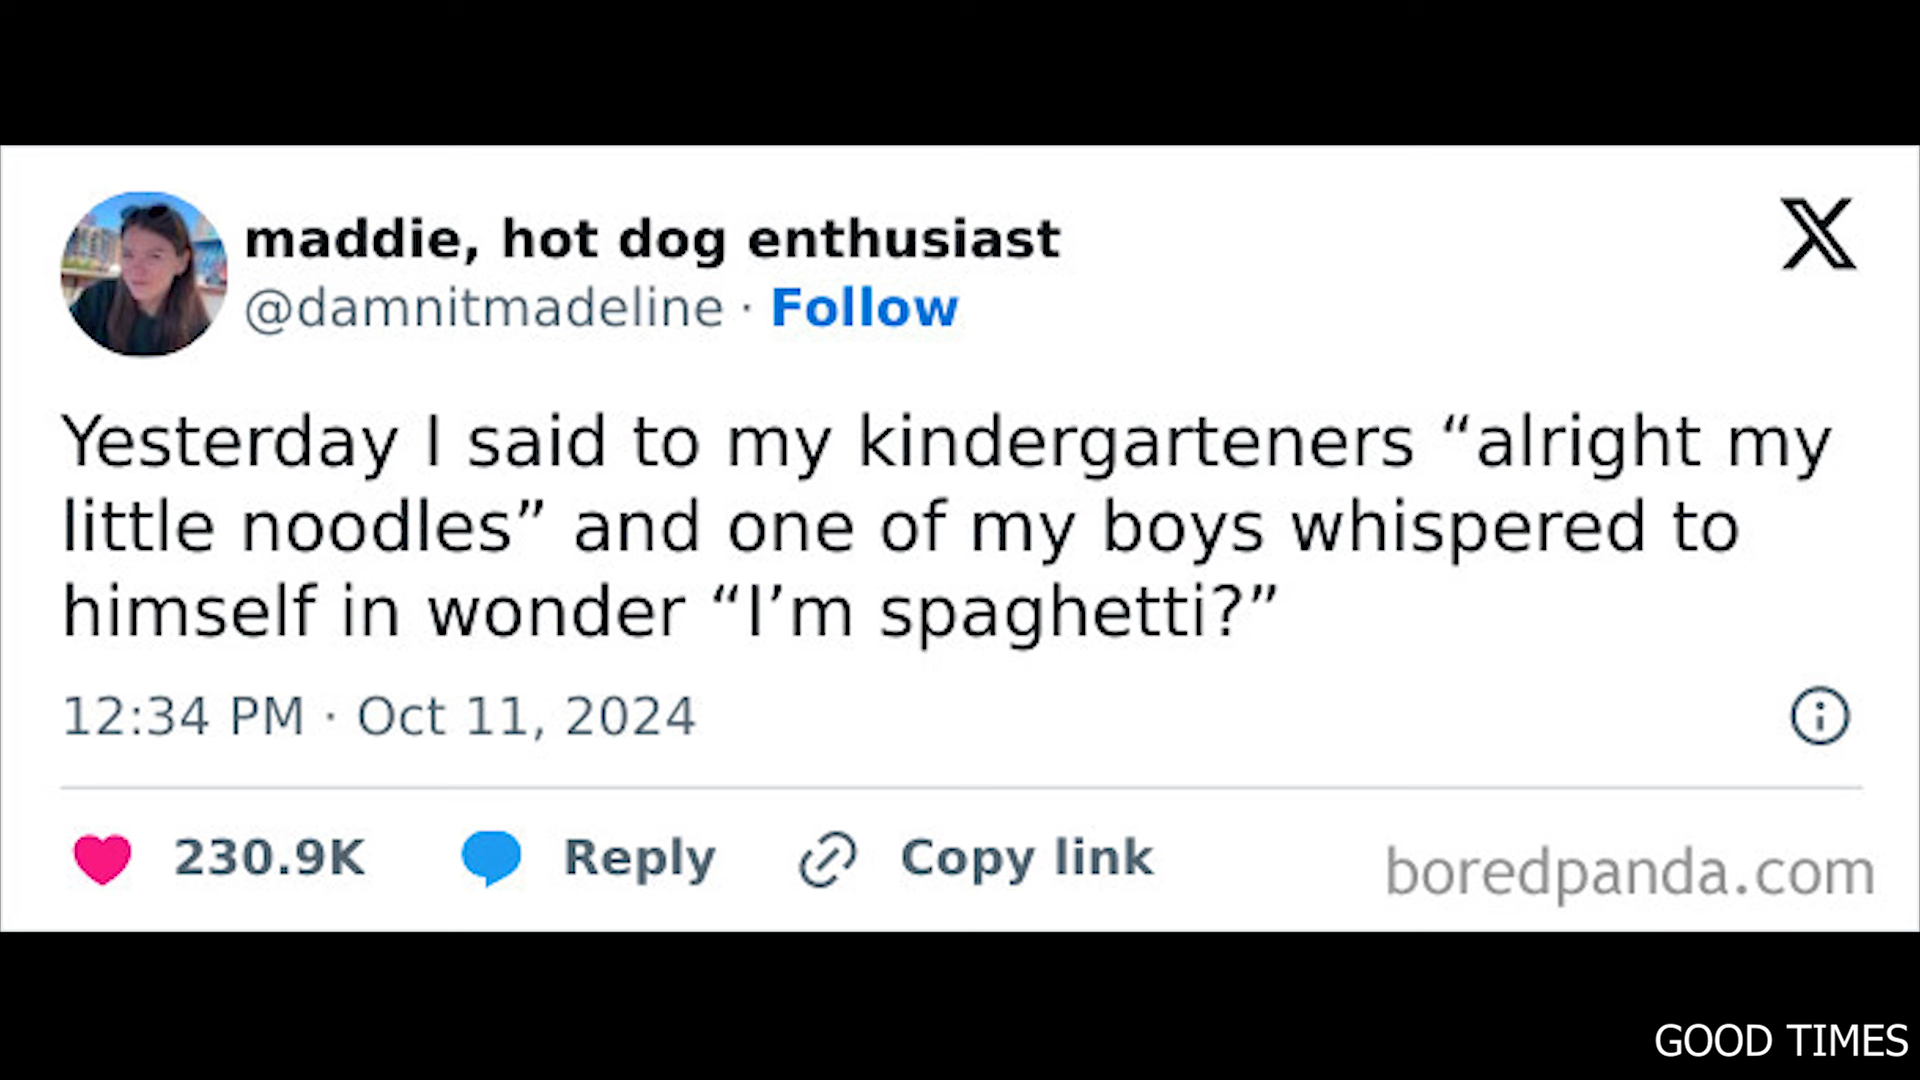 maddie, hot dog enthusiast
@damnitmadeline · Follow
Yesterday I said to my kindergarteners “alright my
little noodles” and one of my boys whispered to
himself in wonder “I’m spaghetti?”
12:34 PM · Oct 11, 2024
230.9K Reply Copy link
boredpanda.com
GOOD TIMES